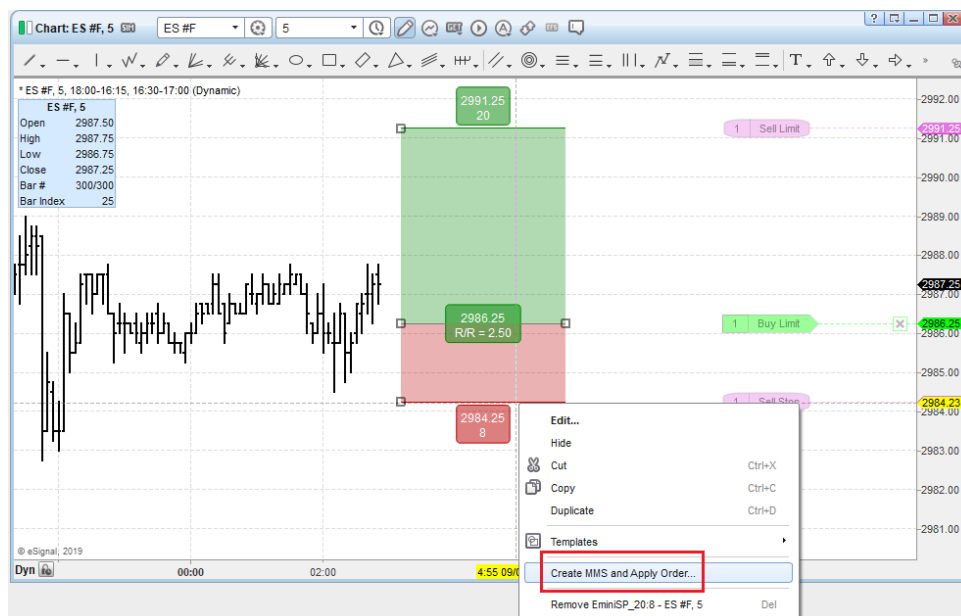 Chart: ES #F, 5
ES #F
5
T
* ES #F, 5, 18:00-16:15, 16:30-17:00 (Dynamic)
ES #F, 5
Open 2987.50
High 2987.75
Low 2986.75
Close 2987.25
Bar # 300/300
Bar Index 25
2991.25
20
2986.25
R/R = 2.50
2984.25
8
1 Sell Limit
1 Buy Limit
1 Sell Stop
2992.00
2991.25
2991.00
2990.00
2989.00
2988.00
2987.25
2987.00
2986.25
2985.00
2984.23
2984.00
2983.00
2982.00
2981.00
Edit...
Hide
Cut Ctrl+X
Copy Ctrl+C
Duplicate Ctrl+D
Templates
Create MMS and Apply Order...
Remove EminiSP_20:8 - ES #F, 5 Del
© eSignal, 2019
Dyn
00:00
02:00
4:55 09/0